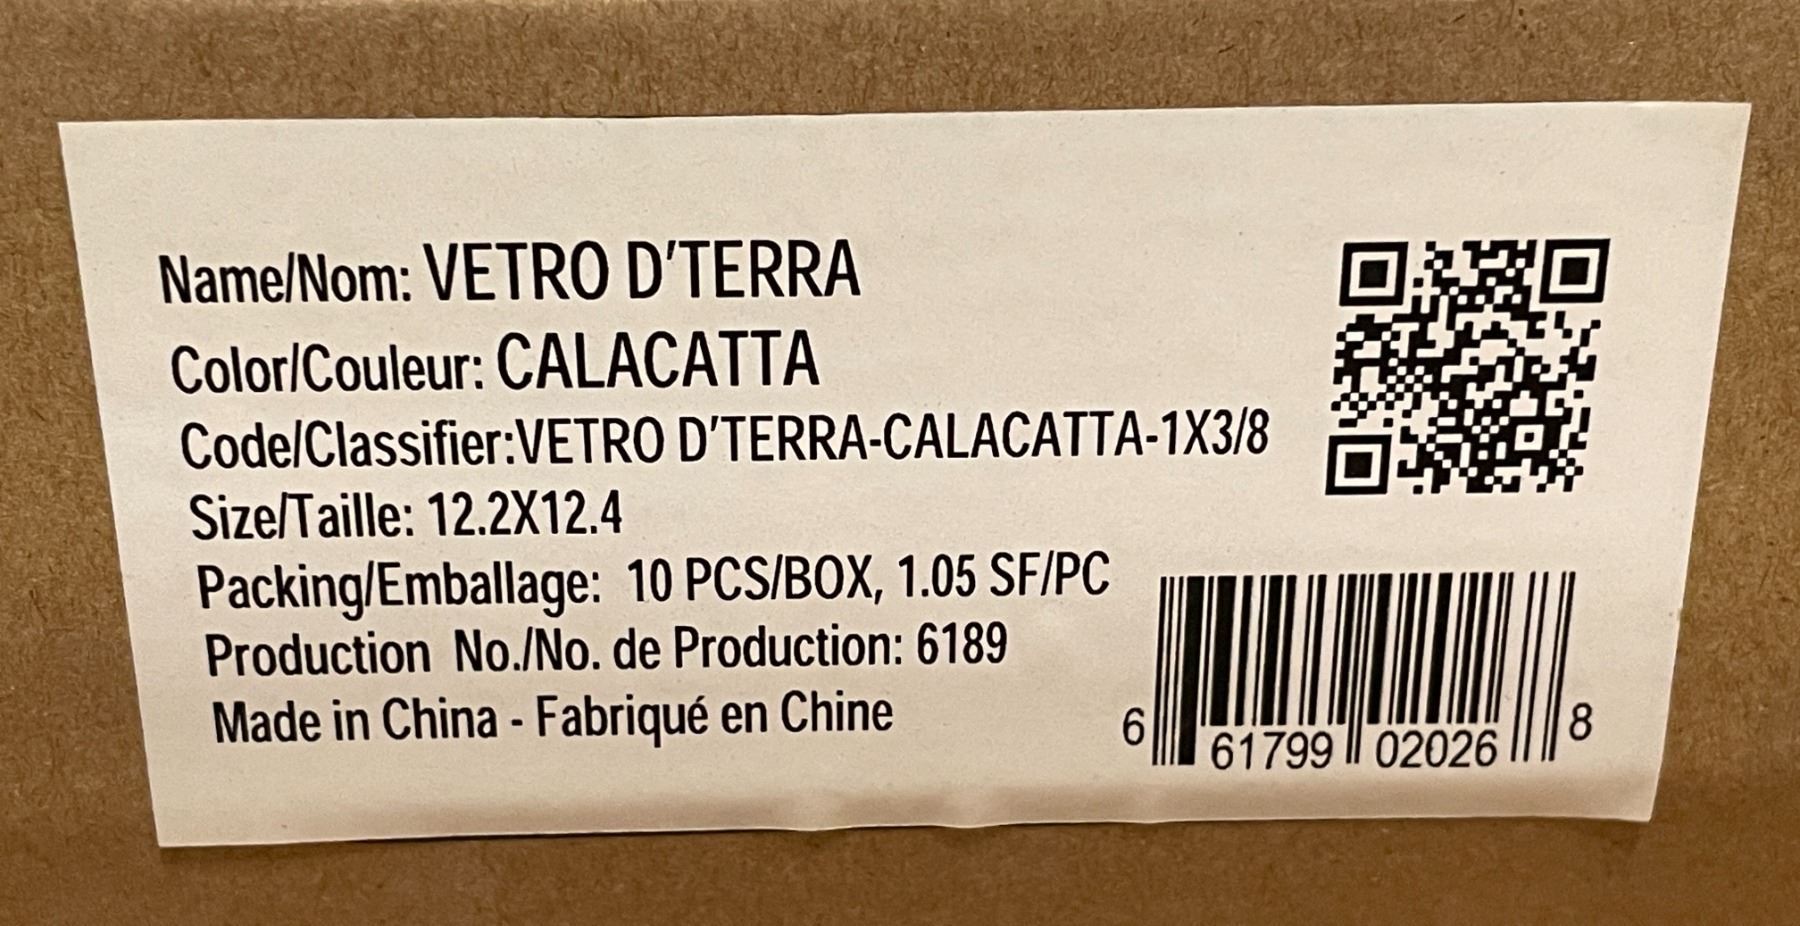 Name/Nom: VETRO D'TERRA
Color/Couleur: CALACATTA
Code/Classifier:VETRO D'TERRA-CALACATTA-1X3/8
Size/Taille: 12.2X12.4
Packing/Emballage: 10 PCS/BOX, 1.05 SF/PC
Production No./No. de Production: 6189
Made in China - Fabriqué en Chine
6 61799 02026 8